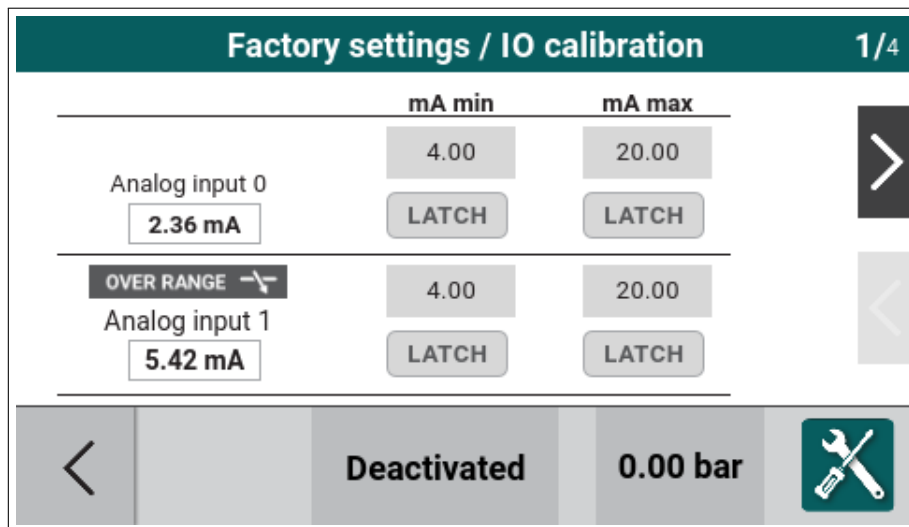 Factory settings / IO calibration 1/4
mA min mA max
4.00 20.00
Analog input 0
LATCH LATCH
2.36 mA
OVER RANGE
4.00 20.00
Analog input 1
5.42 mA
LATCH LATCH
Deactivated 0.00 bar